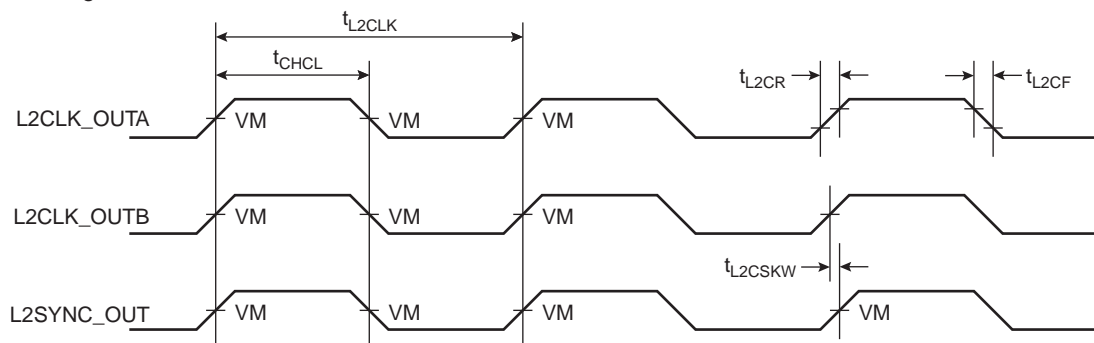 tL2CLK
tCHCL
tL2CR
tL2CF
L2CLK_OUTA
VM
VM
VM
L2CLK_OUTB
VM
VM
VM
tL2CSKW
L2SYNC_OUT
VM
VM
VM
VM